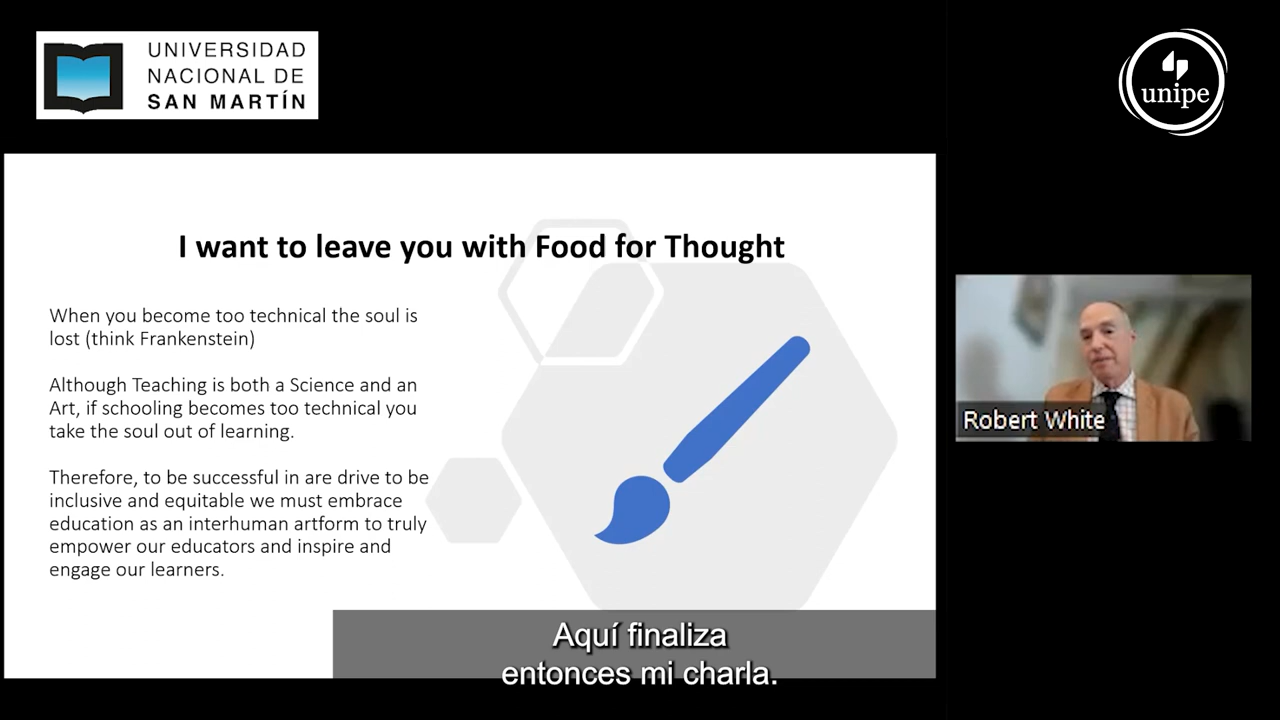 UNIVERSIDAD
NACIONAL DE
SAN MARTÍN
unipe
I want to leave you with Food for Thought
When you become too technical the soul is
lost (think Frankenstein)
Although Teaching is both a Science and an
Art, if schooling becomes too technical you
take the soul out of learning.
Therefore, to be successful in are drive to be
inclusive and equitable we must embrace
education as an interhuman artform to truly
empower our educators and inspire and
engage our learners.
Robert White
Aquí finaliza
entonces mi charla.